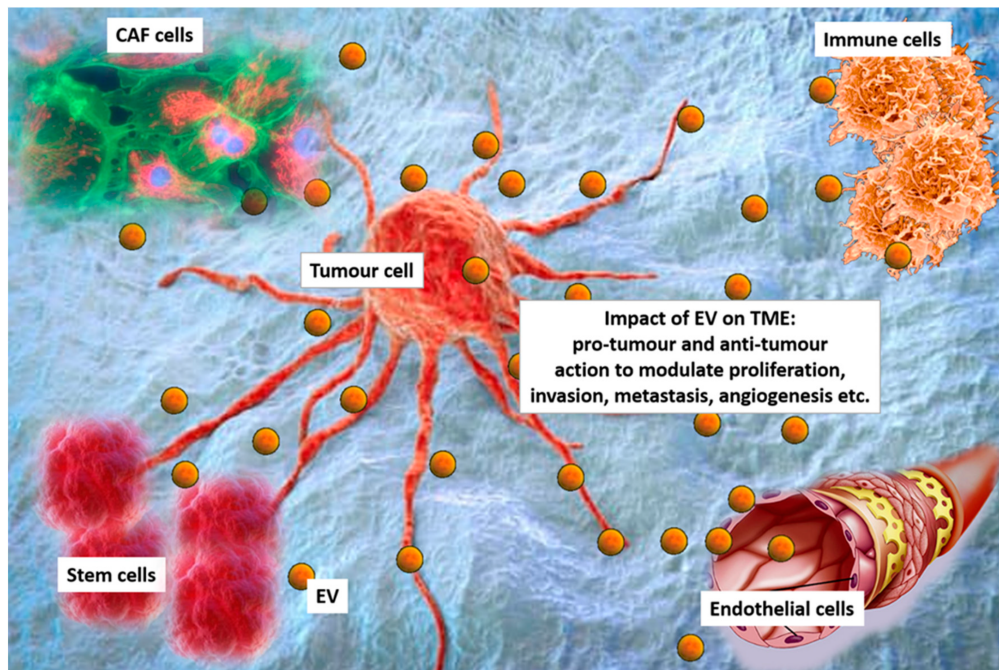 CAF cells
Immune cells
Tumour cell
Impact of EV on TME:
pro-tumour and anti-tumour
action to modulate proliferation,
invasion, metastasis, angiogenesis etc.
Stem cells
EV
Endothelial cells